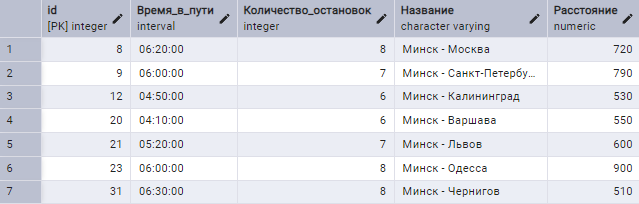 id Время_в_пути Количество_остановок Название Расстояние
[PK] integer interval integer character varying numeric
1 8 06:20:00 8 Минск - Москва 720
2 9 06:00:00 7 Минск - Санкт-Петербу... 790
3 12 04:50:00 6 Минск - Калининград 530
4 20 04:10:00 6 Минск - Варшава 550
5 21 05:20:00 7 Минск - Львов 600
6 23 06:00:00 8 Минск - Одесса 900
7 31 06:30:00 8 Минск - Чернигов 510